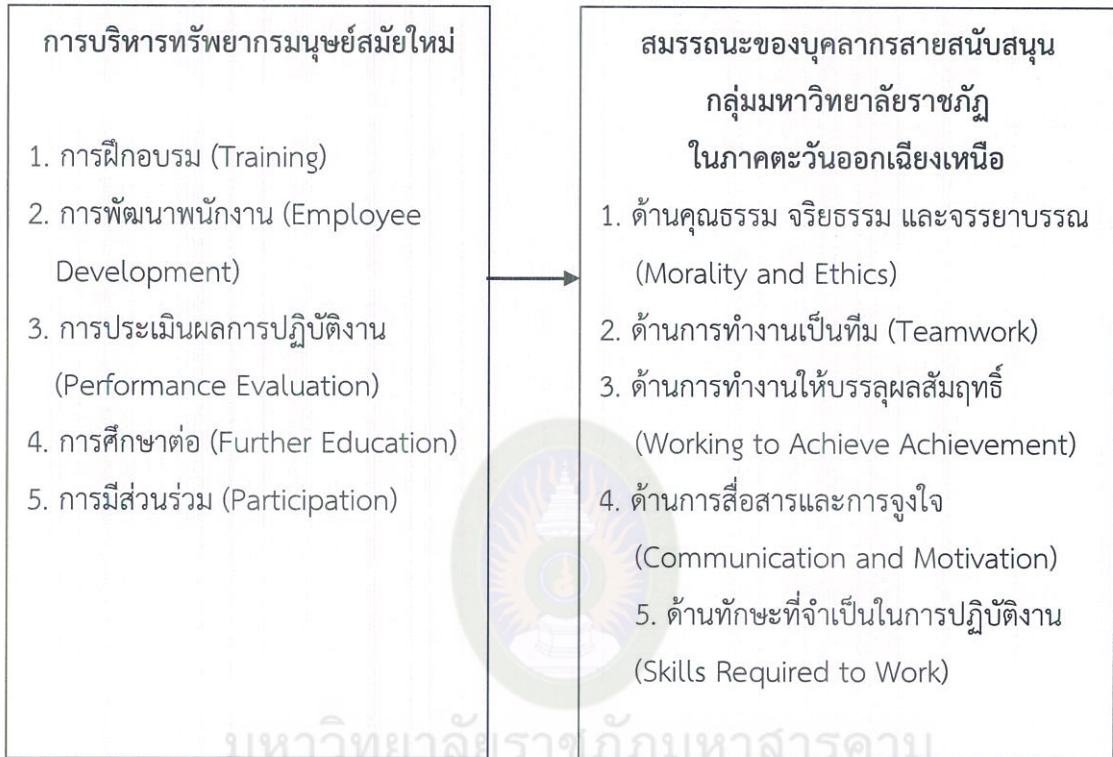 การบริหารทรัพยากรมนุษย์สมัยใหม่
1. การฝึกอบรม (Training)
2. การพัฒนาพนักงาน (Employee
Development)
3. การประเมินผลการปฏิบัติงาน
(Performance Evaluation)
4. การศึกษาต่อ (Further Education)
5. การมีส่วนร่วม (Participation)
สมรรถนะของบุคลากรสายสนับสนุน
กลุ่มมหาวิทยาลัยราชภัฏ
ในภาคตะวันออกเฉียงเหนือ
1. ด้านคุณธรรม จริยธรรม และจรรยาบรรณ
(Morality and Ethics)
2. ด้านการทำงานเป็นทีม (Teamwork)
3. ด้านการทำงานให้บรรลุผลสัมฤทธิ์
(Working to Achieve Achievement)
4. ด้านการสื่อสารและการจูงใจ
(Communication and Motivation)
5. ด้านทักษะที่จำเป็นในการปฏิบัติงาน
(Skills Required to Work)
มหาวิทยาลัยราชภัฏมหาสารคาม